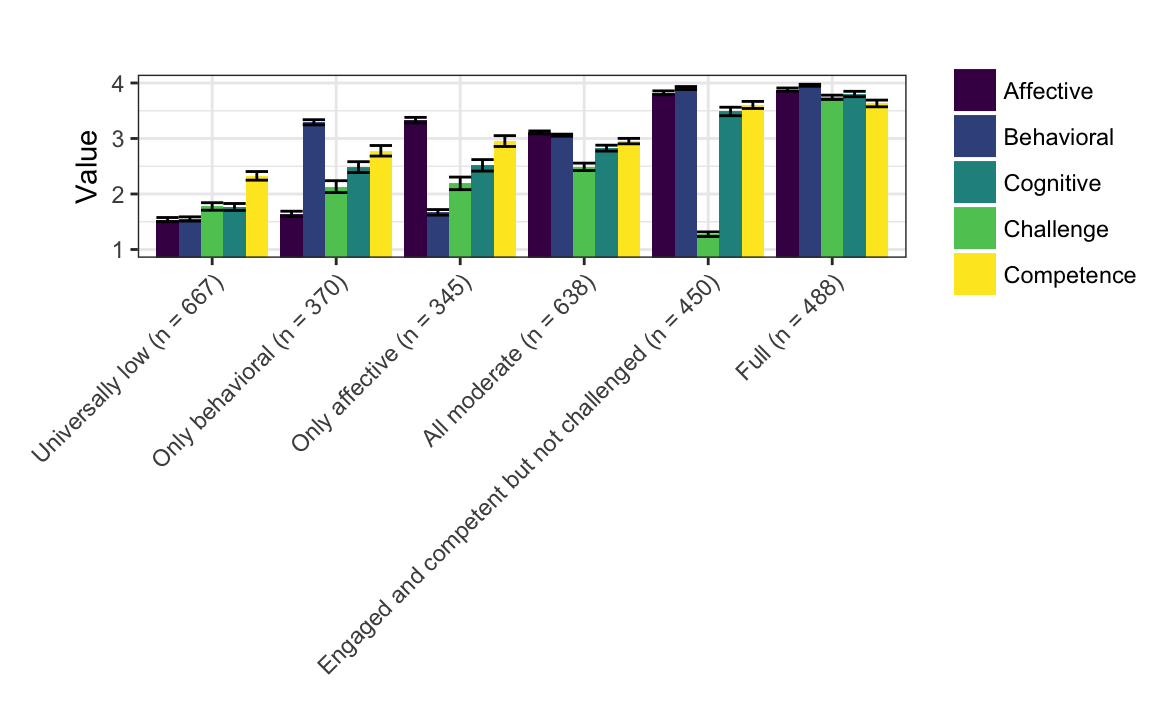 Value
4
3
2
1
Universally low (n = 667)
Only behavioral (n = 370)
Only affective (n = 345)
All moderate (n = 638)
Engaged and competent but not challenged (n = 450)
Full (n = 488)
Affective
Behavioral
Cognitive
Challenge
Competence